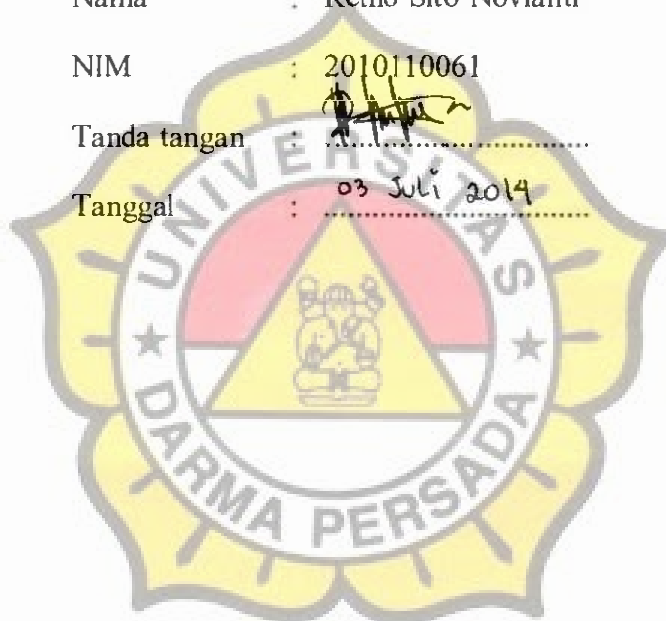 Nama : Retno Sito Novianti
NIM : 2010110061
Tanda tangan : ........................................
Tanggal : 03 Juli 2014
UNIVERSITAS
DARMA PERSADA